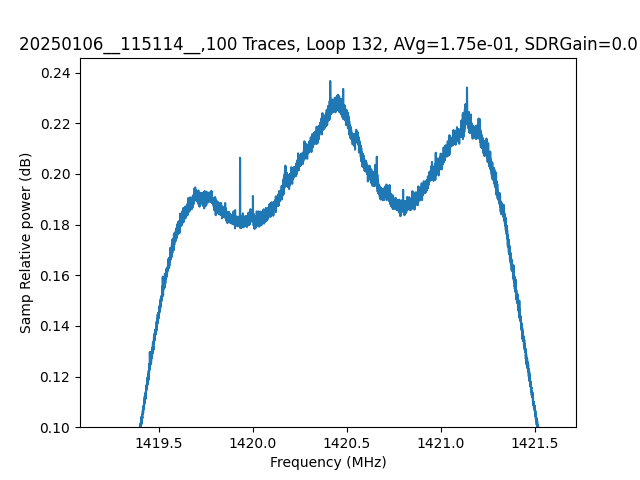 20250106__115114__,100 Traces, Loop 132, AVg=1.75e-01, SDRGain=0.0
0.24
0.22
0.20
0.18
0.16
0.14
0.12
0.10
Samp Relative power (dB)
1419.5 1420.0 1420.5 1421.0 1421.5
Frequency (MHz)